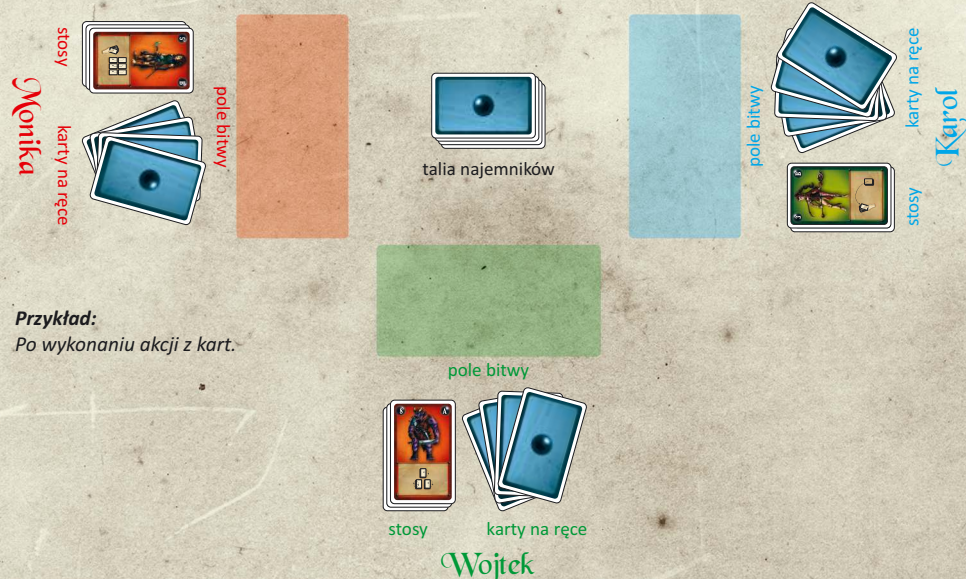 Monika
stosy
karty na ręce
pole bitwy
talia najemników
pole bitwy
karty na ręce
stosy
Karol
Przykład:
Po wykonaniu akcji z kart.
pole bitwy
stosy
karty na ręce
Wojtek